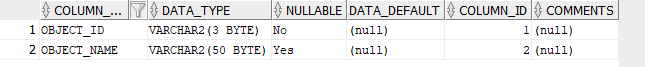 COLUMN_... DATA_TYPE NULLABLE DATA_DEFAULT COLUMN_ID COMMENTS
1 OBJECT_ID VARCHAR2(3 BYTE) No (null) 1 (null)
2 OBJECT_NAME VARCHAR2(50 BYTE) Yes (null) 2 (null)